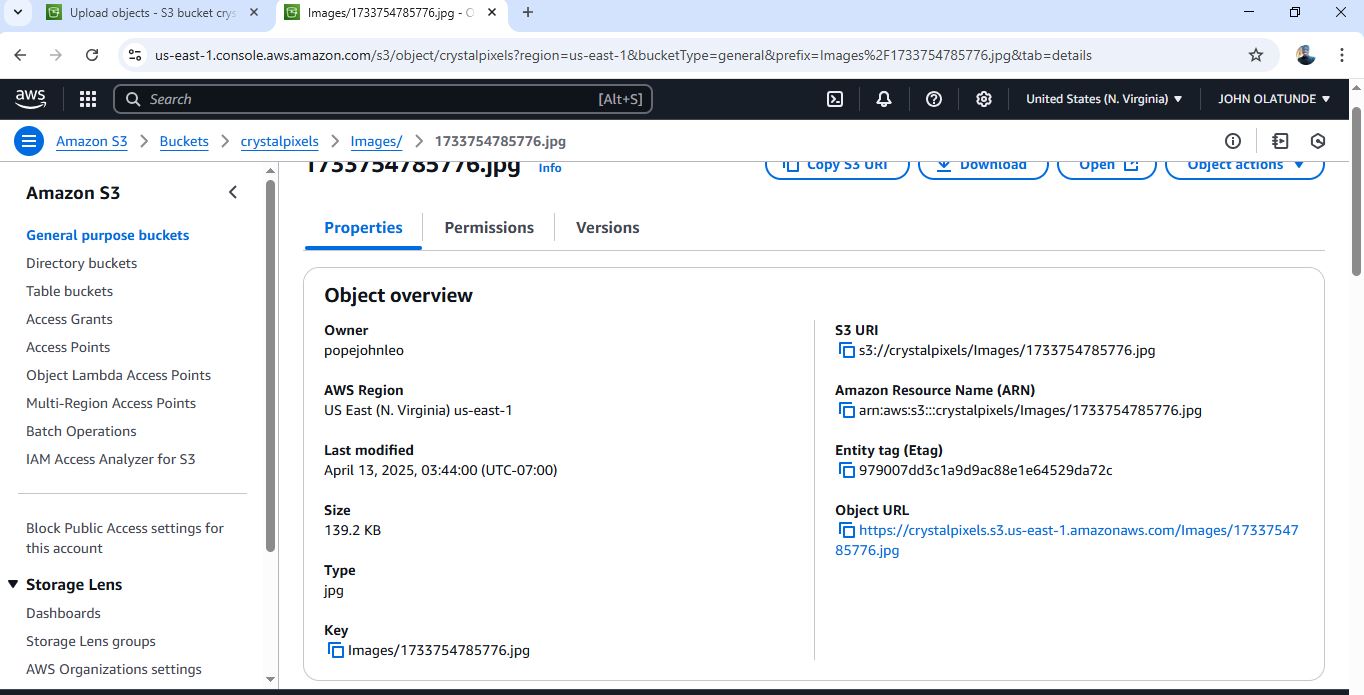 Upload objects - S3 bucket crys
Images/1733754785776.jpg - O
us-east-1.console.aws.amazon.com/s3/object/crystalpixels?region=us-east-1&bucketType=general&prefix=Images%2F1733754785776.jpg&tab=details
aws
Search
[Alt+S]
United States (N. Virginia)
JOHN OLATUNDE
Amazon S3
Buckets
crystalpixels
Images/
1733754785776.jpg
Amazon S3
General purpose buckets
Directory buckets
Table buckets
Access Grants
Access Points
Object Lambda Access Points
Multi-Region Access Points
Batch Operations
IAM Access Analyzer for S3
Block Public Access settings for
this account
Storage Lens
Dashboards
Storage Lens groups
AWS Organizations settings
1733754785776.jpg
Info
Copy S3 URI
Download
Open
Object actions
Properties
Permissions
Versions
Object overview
Owner
popejohnleo
AWS Region
US East (N. Virginia) us-east-1
Last modified
April 13, 2025, 03:44:00 (UTC-07:00)
Size
139.2 KB
Type
jpg
Key
Images/1733754785776.jpg
S3 URI
s3://crystalpixels/Images/1733754785776.jpg
Amazon Resource Name (ARN)
arn:aws:s3:::crystalpixels/Images/1733754785776.jpg
Entity tag (Etag)
979007dd3c1a9d9ac88e1e64529da72c
Object URL
https://crystalpixels.s3.us-east-1.amazonaws.com/Images/17337547
85776.jpg